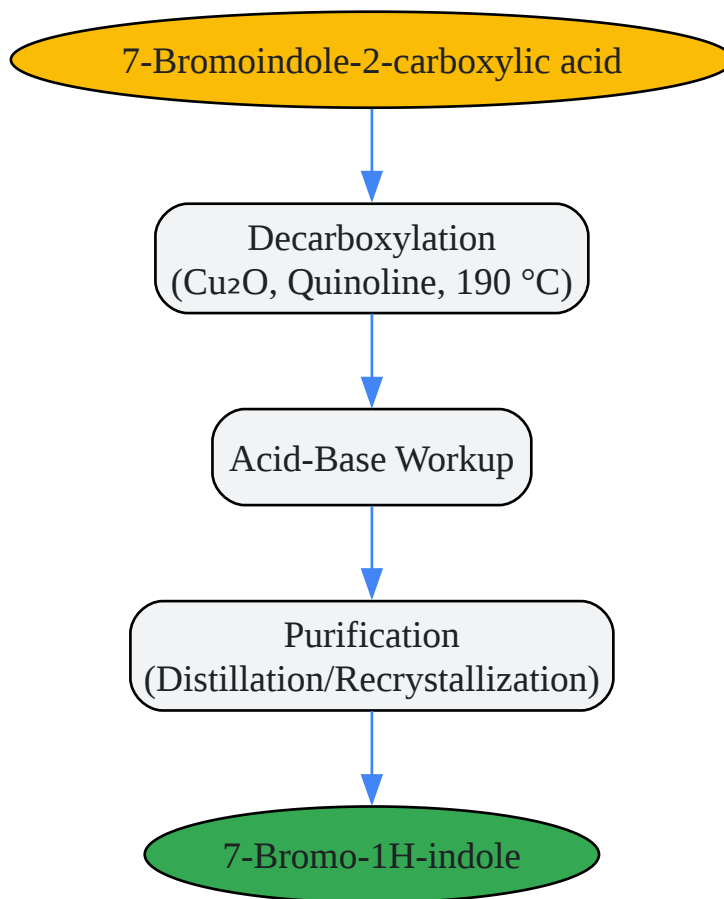 7-Bromoindole-2-carboxylic acid
Decarboxylation
(Cu₂O, Quinoline, 190 °C)
Acid-Base Workup
Purification
(Distillation/Recrystallization)
7-Bromo-1H-indole